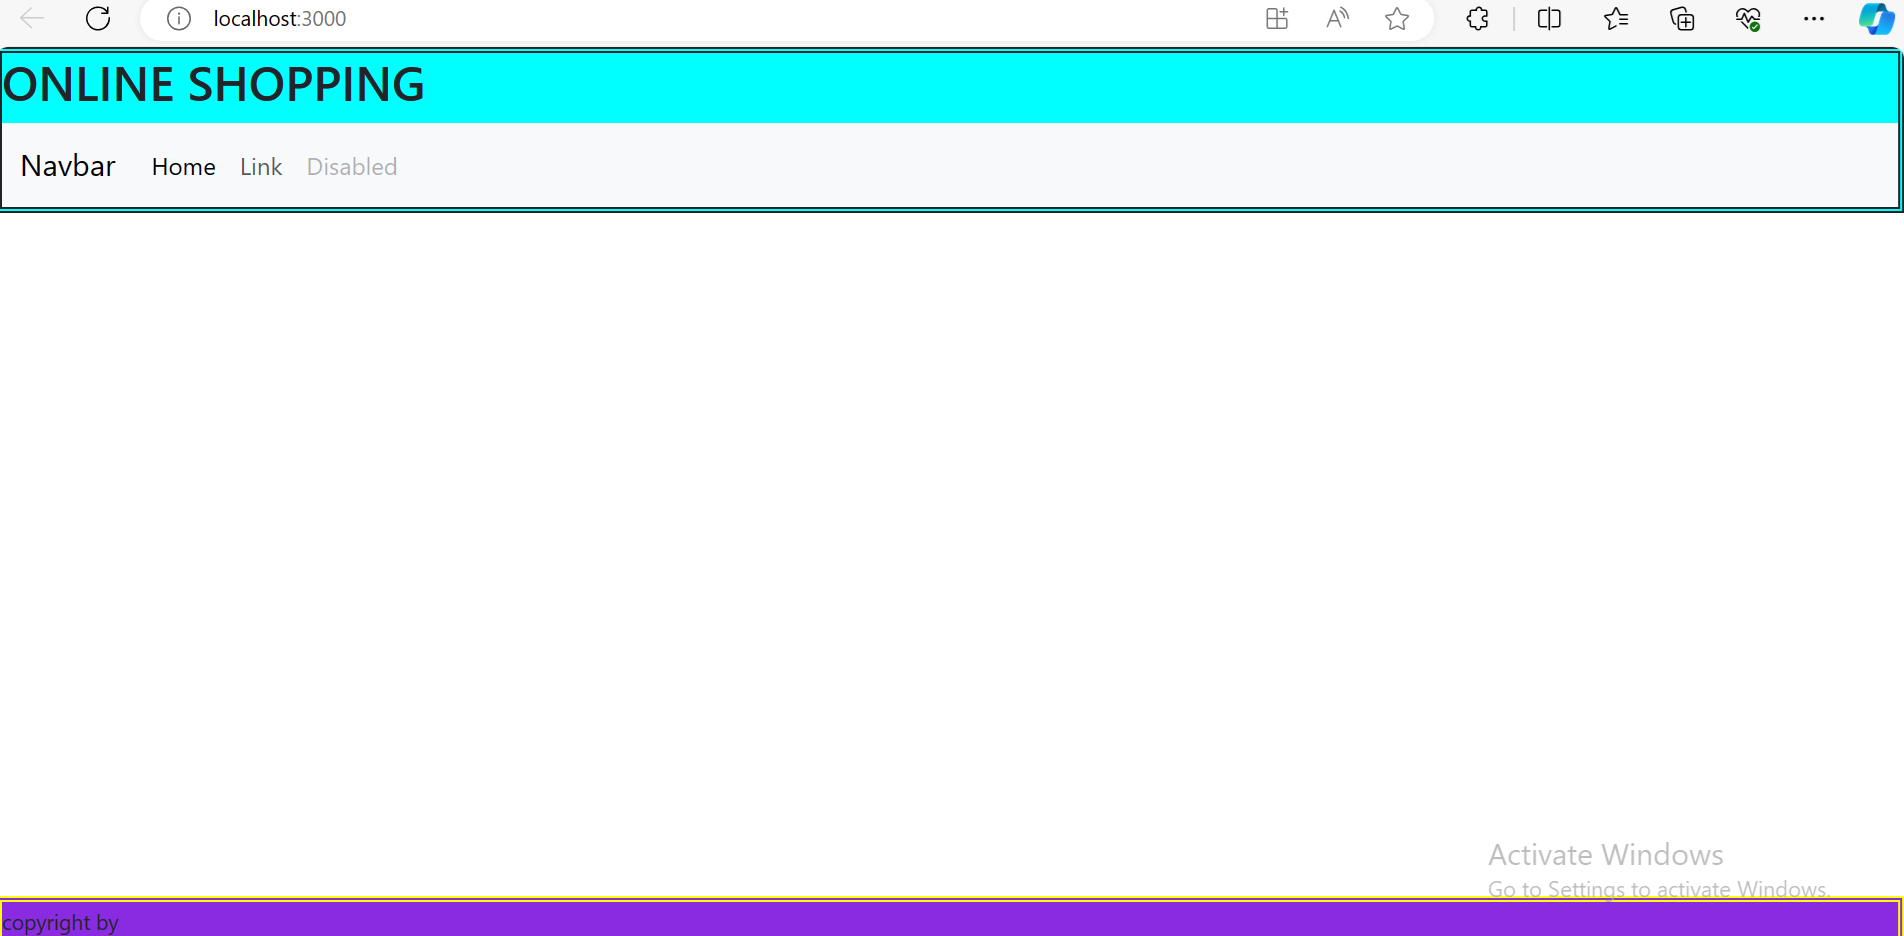 localhost:3000
ONLINE SHOPPING
Navbar Home Link Disabled
Activate Windows
Go to Settings to activate Windows.
copyright by